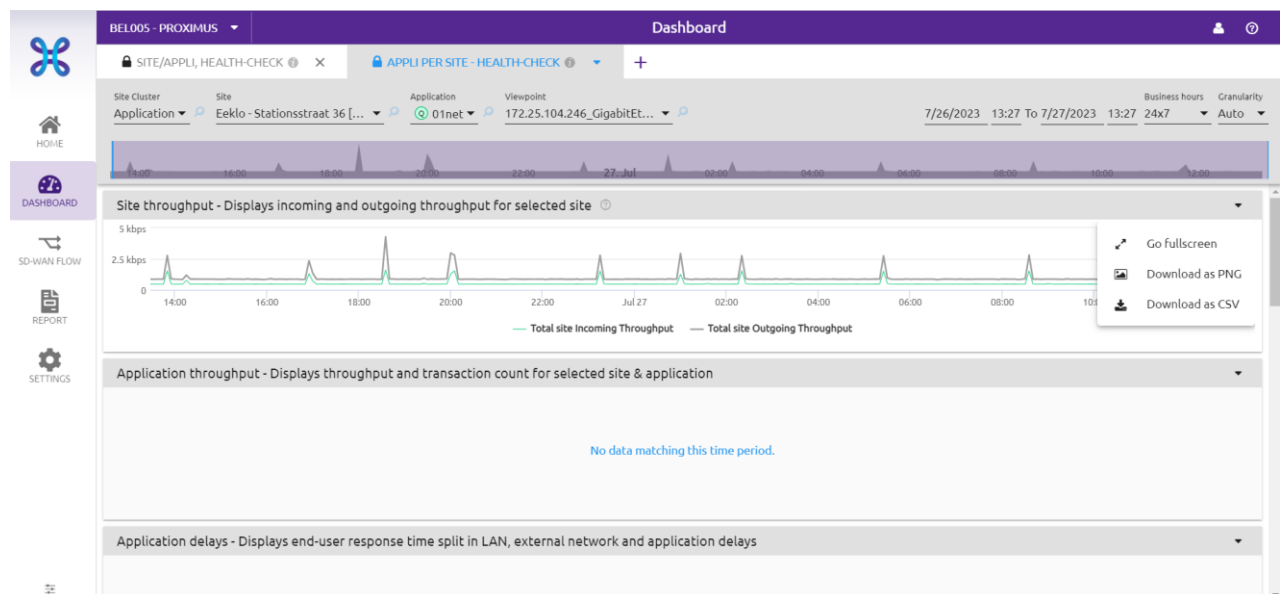 BEL005 - PROXIMUS
Dashboard
SITE/APPLI, HEALTH-CHECK
APPLI PER SITE - HEALTH-CHECK
Site Cluster
Application
Site
Eeklo - Stationsstraat 36 [...
Application
01net
Viewpoint
172.25.104.246_GigabitEt...
7/26/2023 13:27 To 7/27/2023 13:27
Business hours
24x7
Granularity
Auto
14:00 16:00 18:00 20:00 22:00 27. Jul 02:00 04:00 06:00 08:00 10:00 12:00
HOME
DASHBOARD
SD-WAN FLOW
REPORT
SETTINGS
Site throughput - Displays incoming and outgoing throughput for selected site
5 kbps
2.5 kbps
0
14:00 16:00 18:00 20:00 22:00 Jul 27 02:00 04:00 06:00 08:00
Total site Incoming Throughput Total site Outgoing Throughput
Go fullscreen
Download as PNG
Download as CSV
Application throughput - Displays throughput and transaction count for selected site & application
No data matching this time period.
Application delays - Displays end-user response time split in LAN, external network and application delays